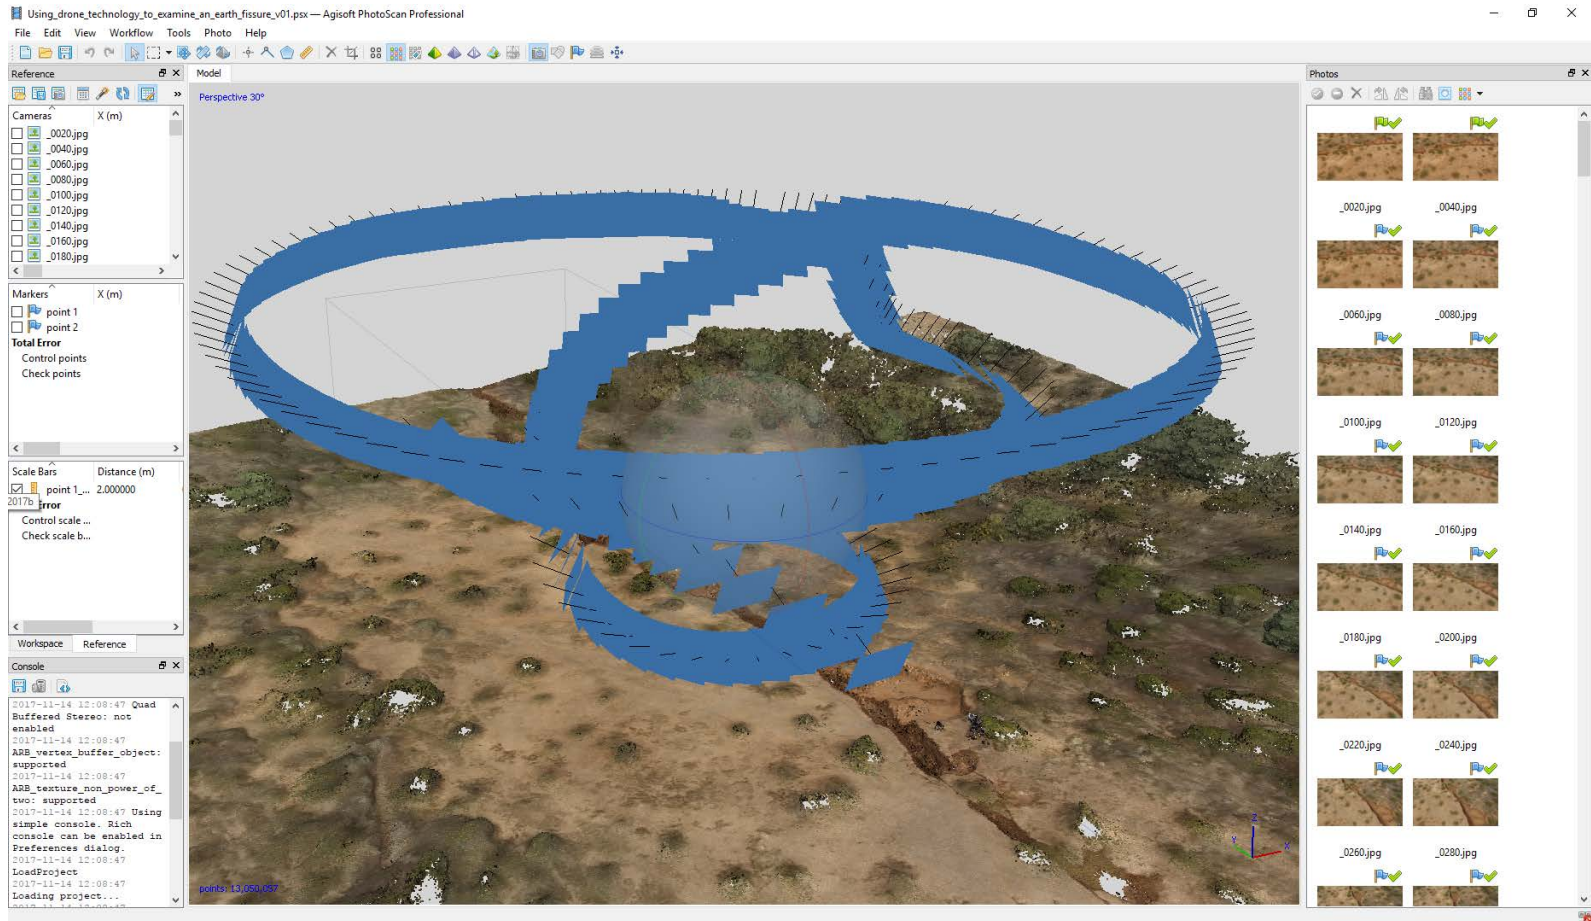 Using_drone_technology_to_examine_an_earth_fissure_v01.psx — Agisoft PhotoScan Professional
File Edit View Workflow Tools Photo Help
Reference
Model
Photos
Perspective 30°
Cameras X (m)
_0020.jpg
_0040.jpg
_0060.jpg
_0080.jpg
_0100.jpg
_0120.jpg
_0140.jpg
_0160.jpg
_0180.jpg
Markers X (m)
point 1
point 2
Total Error
Control points
Check points
Scale Bars Distance (m)
point 1_... 2.000000
2017b
Error
Control scale ...
Check scale b...
Workspace Reference
Console
2017-11-14 12:08:47 Quad
Buffered Stereo: not
enabled
2017-11-14 12:08:47
ARB_vertex_buffer_object:
supported
2017-11-14 12:08:47
ARB_texture_non_power_of_
two: supported
2017-11-14 12:08:47 Using
simple console. Rich
console can be enabled in
Preferences dialog.
2017-11-14 12:08:47
LoadProject
2017-11-14 12:08:47
Loading project...
points: 13,050,057
Z
Y
X
_0020.jpg _0040.jpg
_0060.jpg _0080.jpg
_0100.jpg _0120.jpg
_0140.jpg _0160.jpg
_0180.jpg _0200.jpg
_0220.jpg _0240.jpg
_0260.jpg _0280.jpg